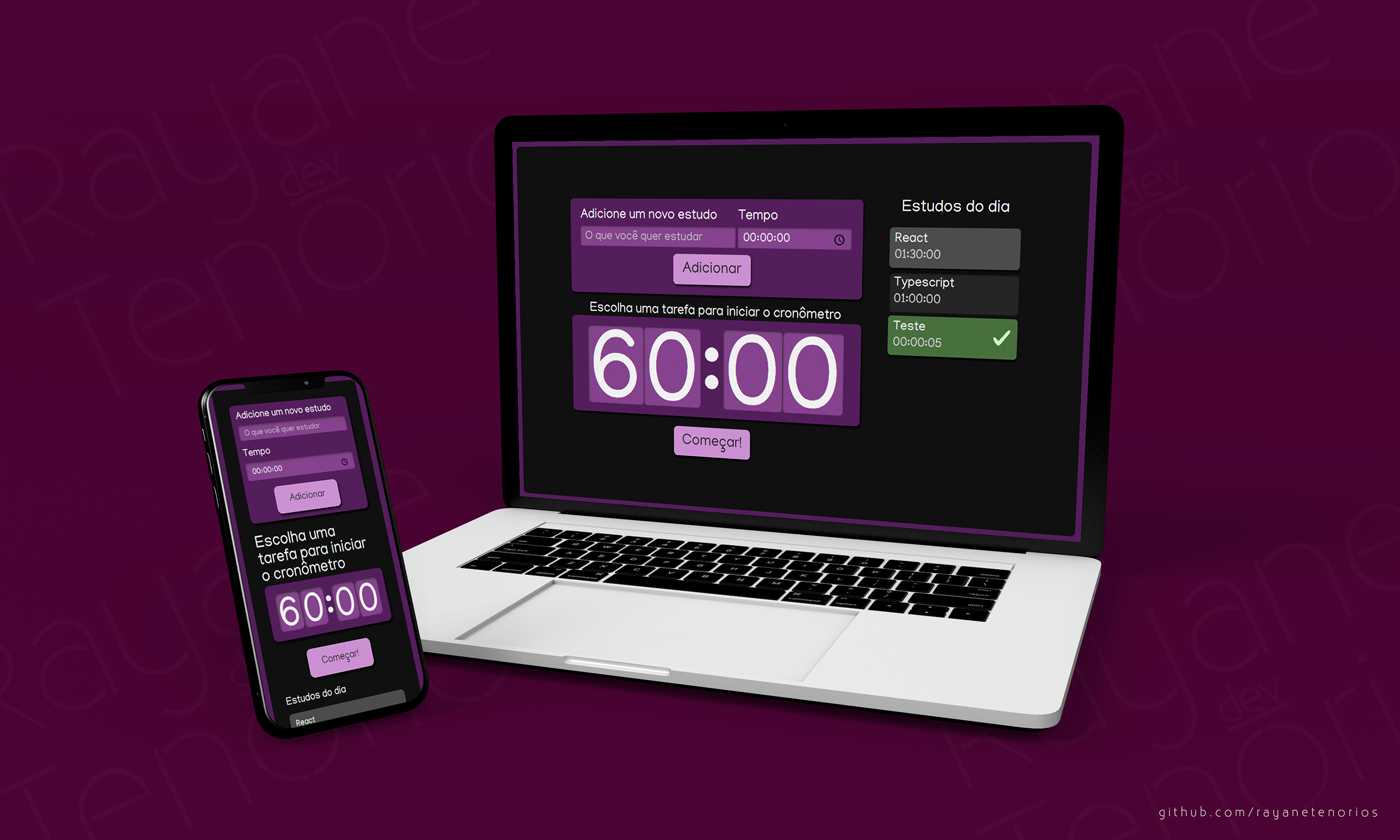 Adicione um novo estudo
Tempo
O que você quer estudar
00:00:00
Adicionar
Escolha uma tarefa para iniciar o cronômetro
60:00
Começar!
Estudos do dia
React
01:30:00
Typescript
01:00:00
Teste
00:00:05
Adicione um novo estudo
O que você quer estudar
Tempo
00:00:00
Adicionar
Escolha uma
tarefa para iniciar
o cronômetro
60:00
Começar!
Estudos do dia
React
Rayane
dev
Tenorio
github.com/rayanetenorios